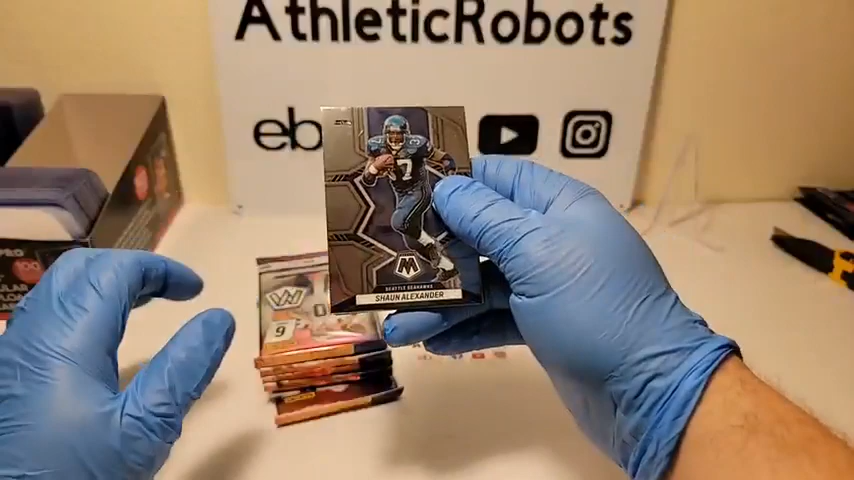 AthleticRobots
eb
37
M
SEATTLE SEAHAWKS
SHAUN ALEXANDER
M
9